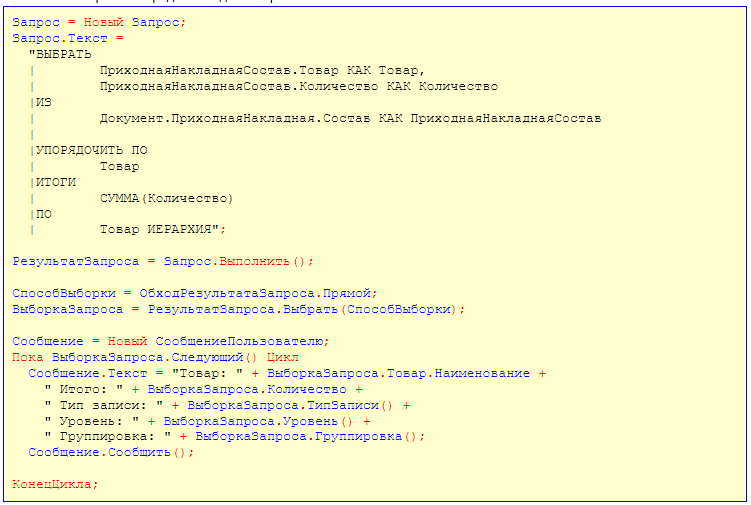 Запрос = Новый Запрос;
Запрос.Текст =
"ВЫБРАТЬ
| ПриходнаяНакладнаяСостав.Товар КАК Товар,
| ПриходнаяНакладнаяСостав.Количество КАК Количество
|ИЗ
| Документ.ПриходнаяНакладная.Состав КАК ПриходнаяНакладнаяСостав
|
|УПОРЯДОЧИТЬ ПО
| Товар
|ИТОГИ
| СУММА(Количество)
|ПО
| Товар ИЕРАРХИЯ";
РезультатЗапроса = Запрос.Выполнить();
СпособВыборки = ОбходРезультатаЗапроса.Прямой;
ВыборкаЗапроса = РезультатЗапроса.Выбрать(СпособВыборки);
Сообщение = Новый СообщениеПользователю;
Пока ВыборкаЗапроса.Следующий() Цикл
Сообщение.Текст = "Товар: " + ВыборкаЗапроса.Товар.Наименование +
" Итого: " + ВыборкаЗапроса.Количество +
" Тип записи: " + ВыборкаЗапроса.ТипЗаписи() +
" Уровень: " + ВыборкаЗапроса.Уровень() +
" Группировка: " + ВыборкаЗапроса.Группировка();
Сообщение.Сообщить();
КонецЦикла;